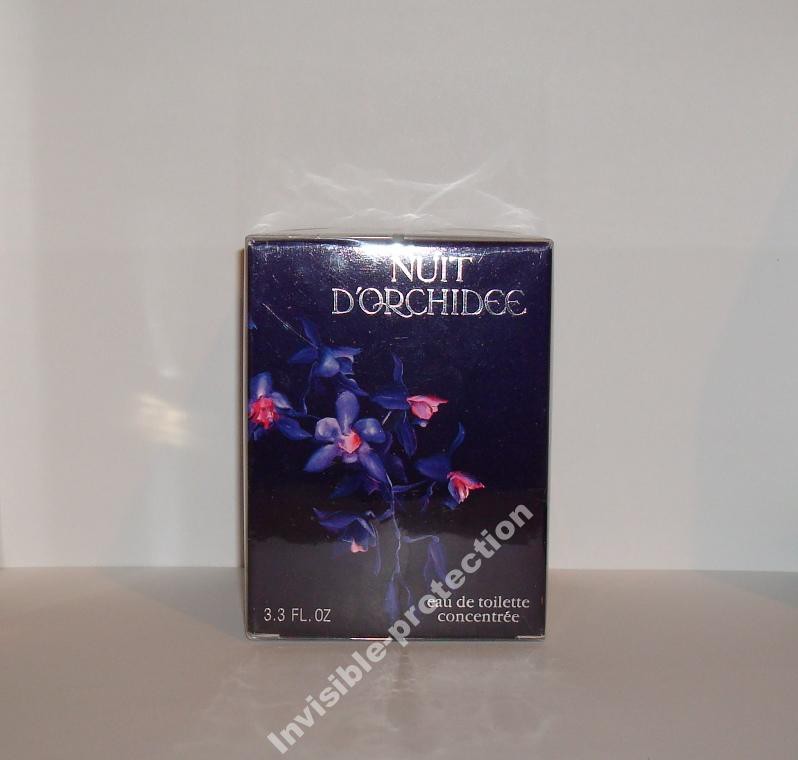 NUIT
D'ORCHIDEE
3.3 FL.OZ
eau de toilette
concentrée
Invisible-protection